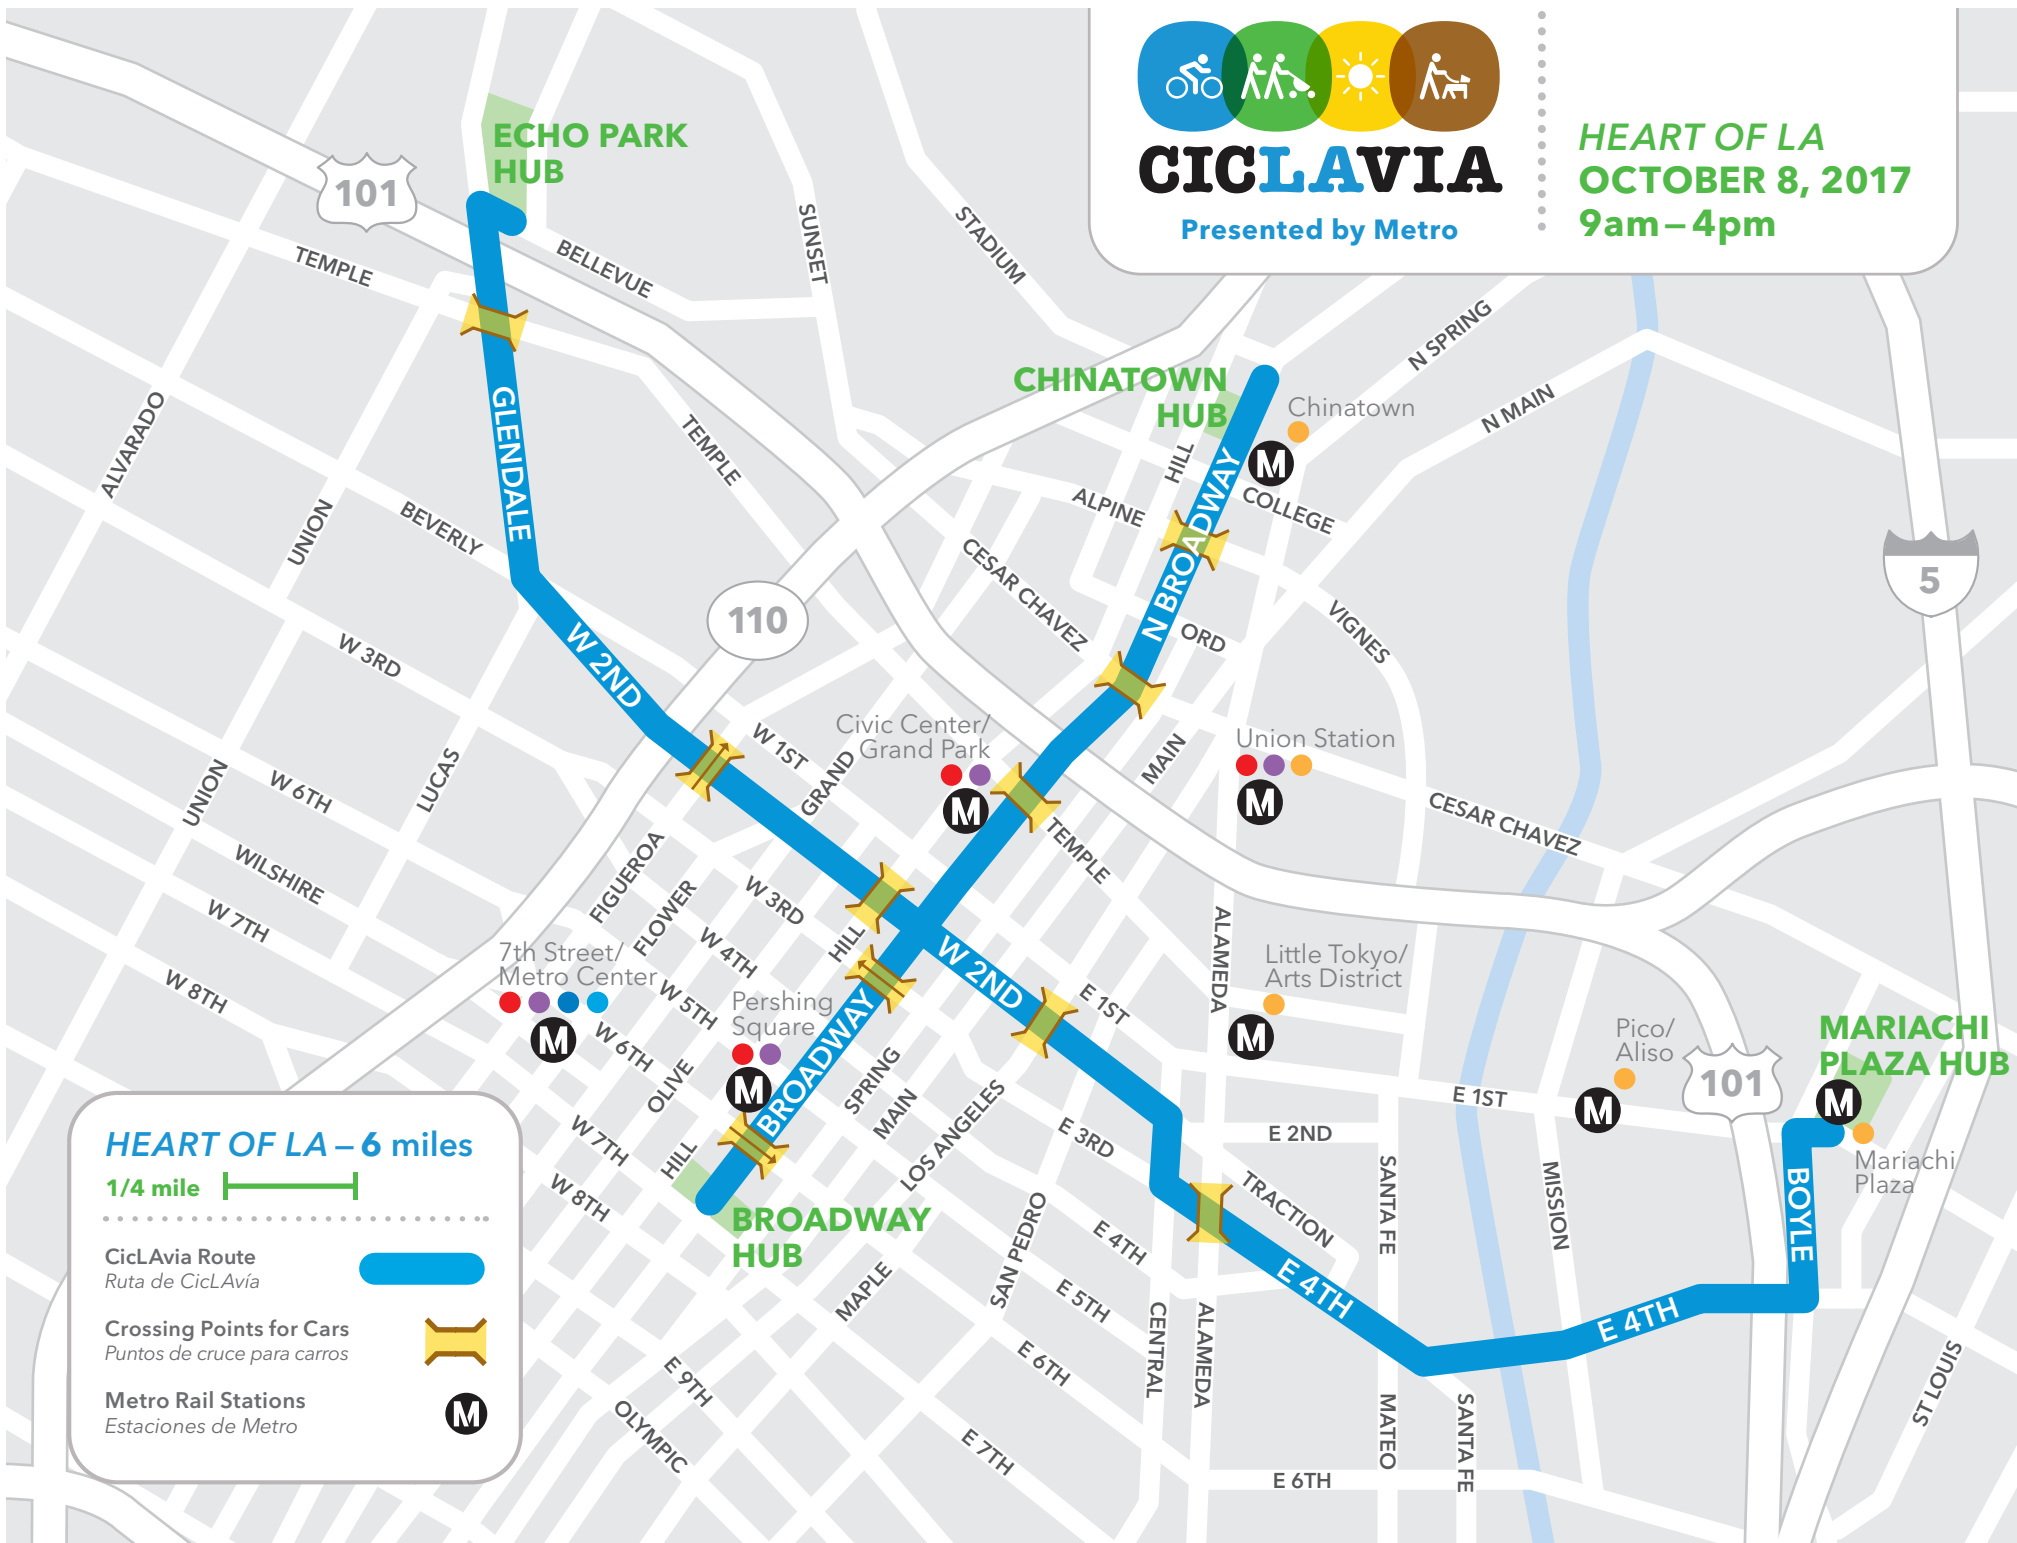 CICLAVIA
Presented by Metro
HEART OF LA
OCTOBER 8, 2017
9am – 4pm
ECHO PARK
HUB
101
TEMPLE
BELLEVUE
SUNSET
STADIUM
N SPRING
N MAIN
CHINATOWN
HUB
Chinatown
M
HILL
COLLEGE
ALPINE
N BROADWAY
GLENDALE
ALVARADO
UNION
BEVERLY
TEMPLE
CESAR CHAVEZ
ORD
VIGNES
5
110
W 2ND
W 3RD
W 1ST
GRAND
Civic Center/
Grand Park
M
MAIN
Union Station
M
CESAR CHAVEZ
UNION
W 6TH
LUCAS
TEMPLE
WILSHIRE
W 7TH
W 8TH
FIGUEROA
FLOWER
W 3RD
W 4TH
HILL
W 5TH
7th Street/
Metro Center
M
W 6TH
Pershing
Square
M
OLIVE
W 7TH
HILL
W 8TH
BROADWAY
W 2ND
E 1ST
ALAMEDA
Little Tokyo/
Arts District
M
SPRING
MAIN
LOS ANGELES
E 3RD
E 2ND
E 1ST
Pico/
Aliso
M
101
MARIACHI
PLAZA HUB
M
Mariachi
Plaza
BOYLE
BROADWAY
HUB
MAPLE
SAN PEDRO
E 4TH
E 5TH
E 6TH
CENTRAL
ALAMEDA
TRACTION
SANTA FE
MISSION
E 4TH
E 4TH
E 9TH
OLYMPIC
E 7TH
E 6TH
MATEO
SANTA FE
ST LOUIS
HEART OF LA – 6 miles
1/4 mile
CicLAvia Route
Ruta de CicLAvía
Crossing Points for Cars
Puntos de cruce para carros
Metro Rail Stations
Estaciones de Metro
M